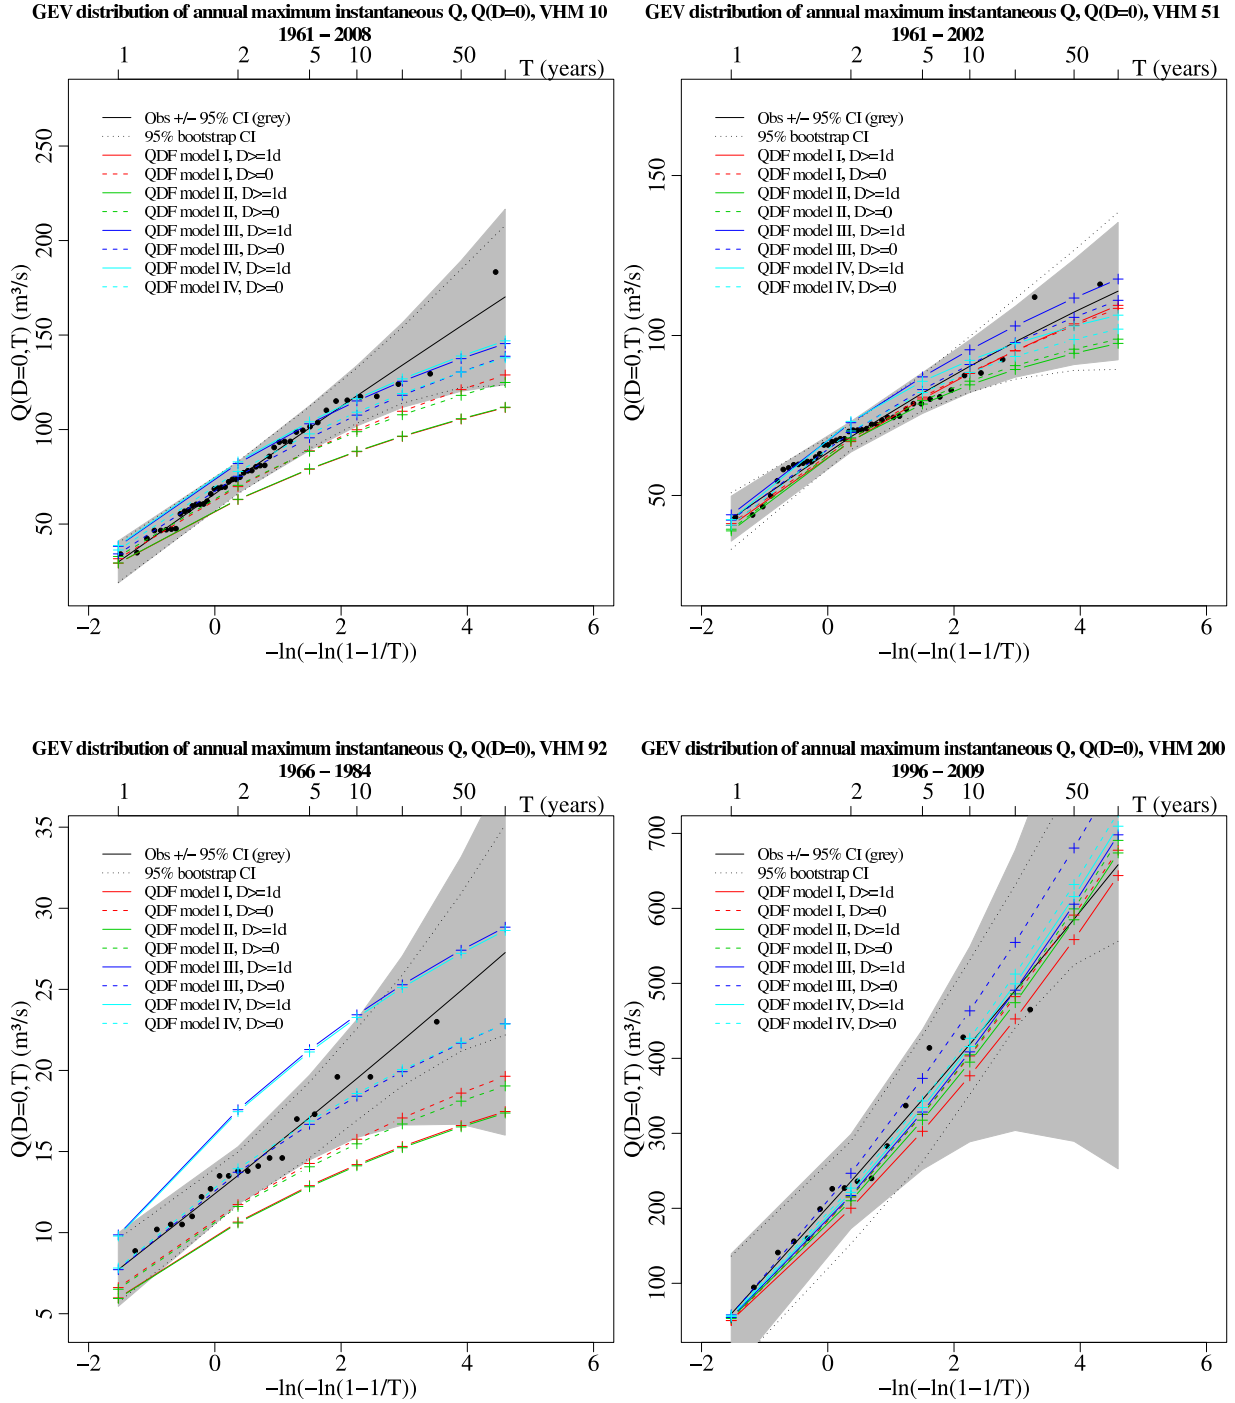 GEV distribution of annual maximum instantaneous Q, Q(D=0), VHM 10
1961 − 2008
1 2 5 10 50 T (years)
Q(D=0,T) (m³/s)
250
200
150
100
50
Obs +/− 95% CI (grey)
95% bootstrap CI
QDF model I, D>=1d
QDF model I, D>=0
QDF model II, D>=1d
QDF model II, D>=0
QDF model III, D>=1d
QDF model III, D>=0
QDF model IV, D>=1d
QDF model IV, D>=0
−2 0 2 4 6
−ln(−ln(1−1/T))
GEV distribution of annual maximum instantaneous Q, Q(D=0), VHM 51
1961 − 2002
1 2 5 10 50 T (years)
Q(D=0,T) (m³/s)
150
100
50
Obs +/− 95% CI (grey)
95% bootstrap CI
QDF model I, D>=1d
QDF model I, D>=0
QDF model II, D>=1d
QDF model II, D>=0
QDF model III, D>=1d
QDF model III, D>=0
QDF model IV, D>=1d
QDF model IV, D>=0
−2 0 2 4 6
−ln(−ln(1−1/T))
GEV distribution of annual maximum instantaneous Q, Q(D=0), VHM 92
1966 − 1984
1 2 5 10 50 T (years)
Q(D=0,T) (m³/s)
35
30
25
20
15
10
5
Obs +/− 95% CI (grey)
95% bootstrap CI
QDF model I, D>=1d
QDF model I, D>=0
QDF model II, D>=1d
QDF model II, D>=0
QDF model III, D>=1d
QDF model III, D>=0
QDF model IV, D>=1d
QDF model IV, D>=0
−2 0 2 4 6
−ln(−ln(1−1/T))
GEV distribution of annual maximum instantaneous Q, Q(D=0), VHM 200
1996 − 2009
1 2 5 10 50 T (years)
Q(D=0,T) (m³/s)
700
600
500
400
300
200
100
Obs +/− 95% CI (grey)
95% bootstrap CI
QDF model I, D>=1d
QDF model I, D>=0
QDF model II, D>=1d
QDF model II, D>=0
QDF model III, D>=1d
QDF model III, D>=0
QDF model IV, D>=1d
QDF model IV, D>=0
−2 0 2 4 6
−ln(−ln(1−1/T))